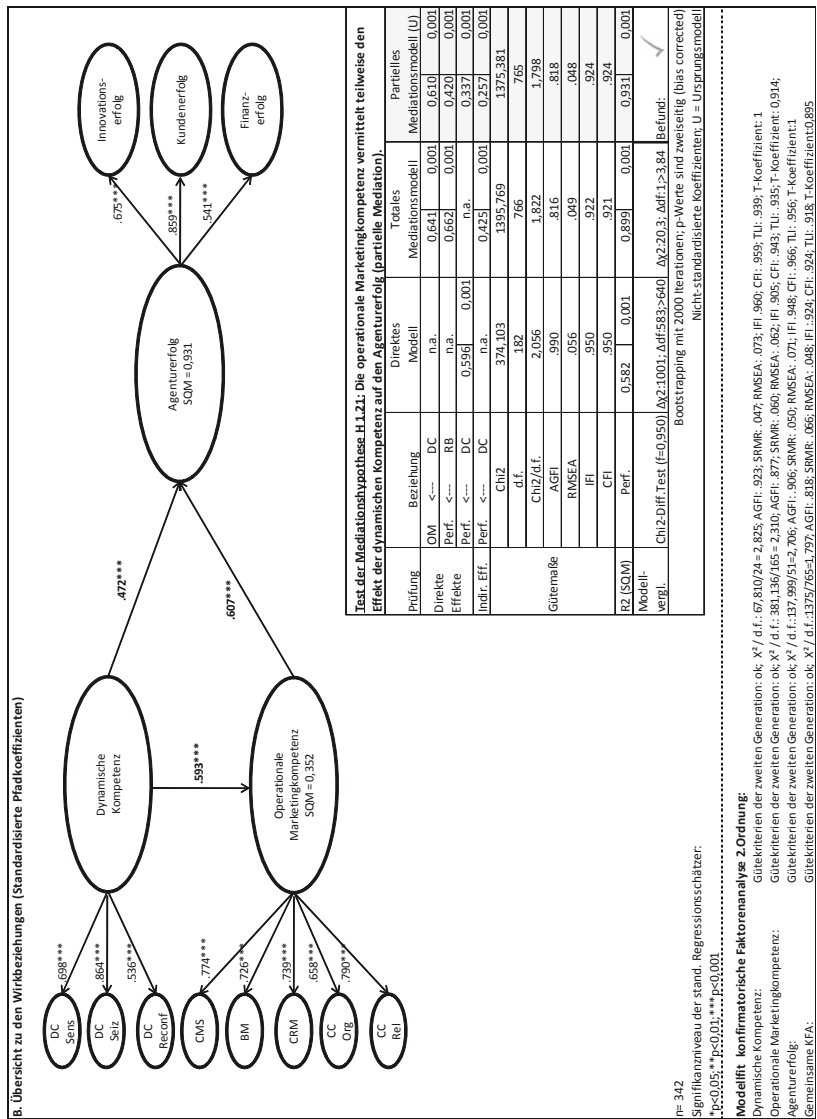 B. Übersicht zu den Wirkbeziehungen (Standardisierte Pfadkoeffizienten)
DC
Sens
DC
Seiz
DC
Reconf
CMS
BM
CRM
CC
Org
CC
Rel
.698***
.864***
.536***
.774***
.726***
.739***
.658***
.790***
Dynamische
Kompetenz
.593***
Operationale
Marketingkompetenz
SQM = 0,352
.472***
.607***
Agenturerfolg
SQM = 0,931
.675***
.859***
.541***
Innovations-
erfolg
Kundenerfolg
Finanz-
erfolg
Test der Mediationshypothese H 1.21: Die operationale Marketingkompetenz vermittelt teilweise den
Effekt der dynamischen Kompetenz auf den Agenturerfolg (partielle Mediation).
Prüfung Beziehung Direktes Modell Totales Mediationsmodell Partielles Mediationsmodell (U)
Direkte Effekte OM <--- DC n.a. 0,641 0,001 0,610 0,001
Perf. <--- RB n.a. 0,662 0,001 0,420 0,001
Perf. <--- DC 0,596 0,001 n.a. 0,337 0,001
Indir. Eff. Perf. <--- DC n.a. 0,425 0,001 0,257 0,001
Gütemaße Chi2 374,103 1395,769 1375,381
d.f. 182 766 765
Chi2/d.f. 2,056 1,822 1,798
AGFI .990 .816 .818
RMSEA .056 .049 .048
IFI .950 .922 .924
CFI .950 .921 .924
R2 (SQM) Perf. 0,582 0,001 0,899 0,001 0,931 0,001
Modell-vergl. Chi2-Diff.Test (f=0,950) Δχ2:1001; Δdf:583;>640 Δχ2:20,3; Δdf:1;>3,84 Befund: ✓
Bootstrapping mit 2000 Iterationen; p-Werte sind zweiseitig (bias corrected)
Nicht-standardisierte Koeffizienten; U = Ursprungsmodell
n= 342
Signifikanzniveau der stand. Regressionsschätzer:
*p<0,05;**p<0,01;***p<0,001
Modellfit konfirmatorische Faktorenanalyse 2.Ordnung:
Dynamische Kompetenz: Gütekriterien der zweiten Generation: ok; X² / d.f.: 67,810/24 = 2,825; AGFI: .923; SRMR: .047; RMSEA: .073; IFI .960; CFI: .959; TLI: .939; T-Koeffizient: 1
Operationale Marketingkompetenz: Gütekriterien der zweiten Generation: ok; X² / d.f.: 381,136/165 = 2,310; AGFI: .877; SRMR: .060; RMSEA: .062; IFI .905; CFI: .943; TLI: .935; T-Koeffizient: 0,914;
Agenturerfolg: Gütekriterien der zweiten Generation: ok; X² / d.f.:137,999/51=2,706; AGFI: .906; SRMR: .050; RMSEA: .071; IFI .948; CFI: .966; TLI: .956; T-Koeffizient:1
Gemeinsame KFA: Gütekriterien der zweiten Generation: ok; X² / d.f.:1375/765=1,797; AGFI: .818; SRMR: .066; RMSEA: .048; IFI: .924; CFI: .924; TLI: .918; T-Koeffizient:0,895